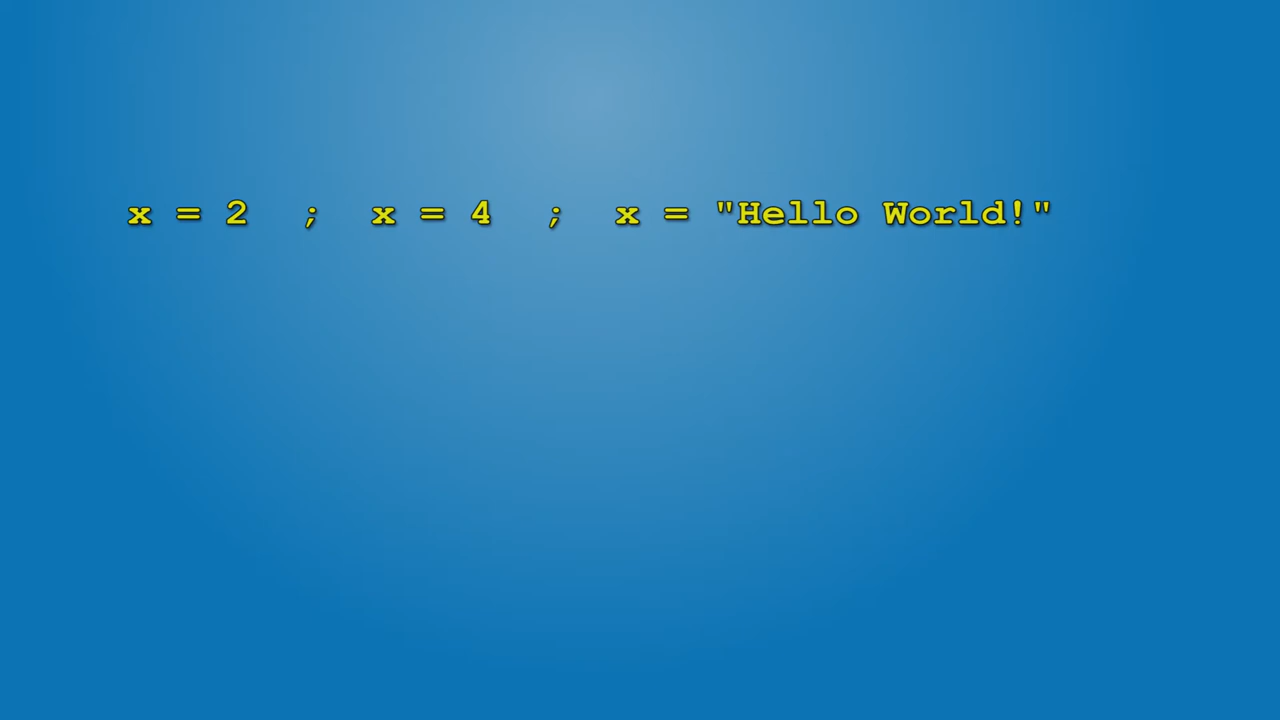 x = 2  ;  x = 4  ;  x = "Hello World!"